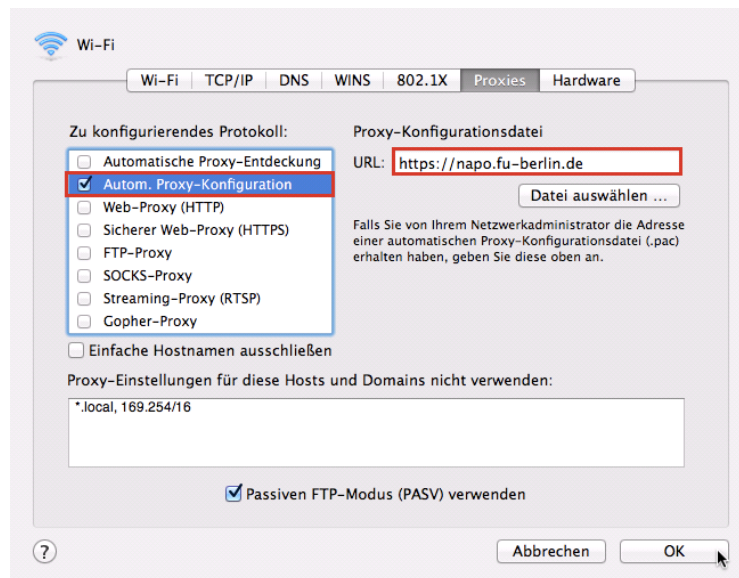 Wi-Fi
Wi-Fi TCP/IP DNS WINS 802.1X Proxies Hardware
Zu konfigurierendes Protokoll:
Automatische Proxy-Entdeckung
Autom. Proxy-Konfiguration
Web-Proxy (HTTP)
Sicherer Web-Proxy (HTTPS)
FTP-Proxy
SOCKS-Proxy
Streaming-Proxy (RTSP)
Gopher-Proxy
Einfache Hostnamen ausschließen
Proxy-Konfigurationsdatei
URL: https://napo.fu-berlin.de
Datei auswählen ...
Falls Sie von Ihrem Netzwerkadministrator die Adresse
einer automatischen Proxy-Konfigurationsdatei (.pac)
erhalten haben, geben Sie diese oben an.
Proxy-Einstellungen für diese Hosts und Domains nicht verwenden:
*.local, 169.254/16
Passiven FTP-Modus (PASV) verwenden
?
Abbrechen
OK